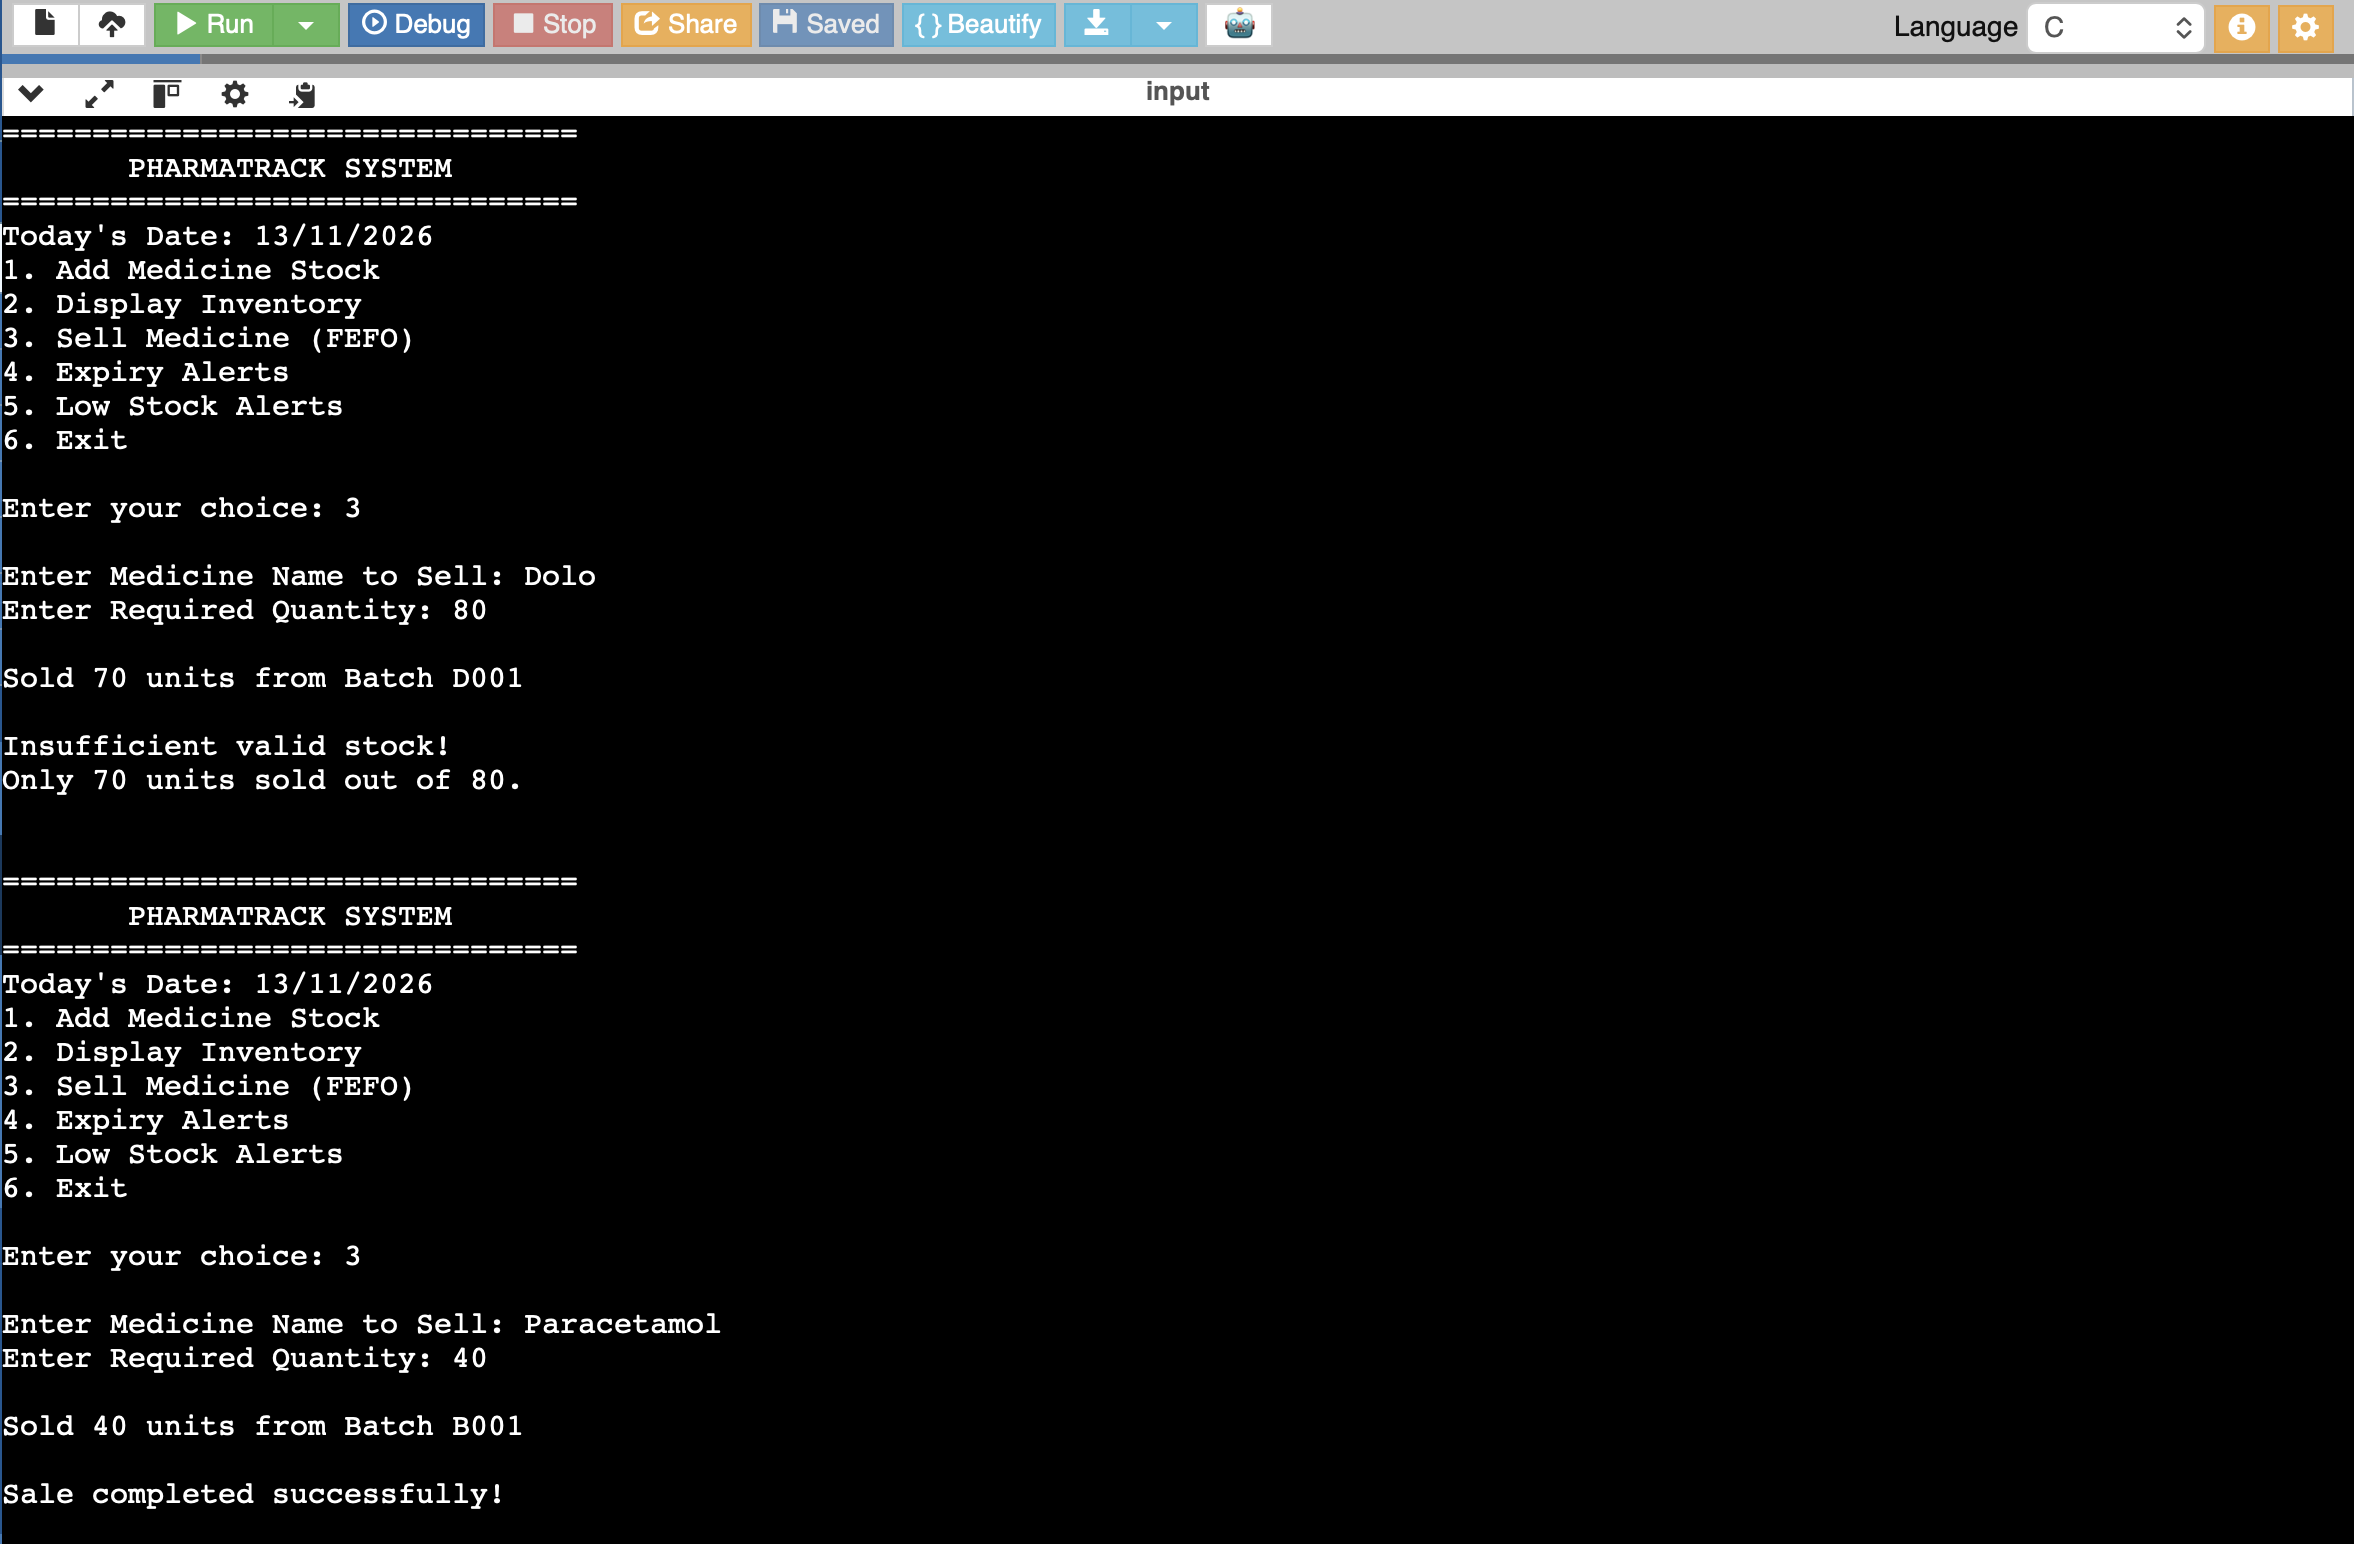 Run Debug Stop Share Saved { } Beautify Language C
input
================================
PHARMATRACK SYSTEM
================================
Today's Date: 13/11/2026
1. Add Medicine Stock
2. Display Inventory
3. Sell Medicine (FEFO)
4. Expiry Alerts
5. Low Stock Alerts
6. Exit
Enter your choice: 3
Enter Medicine Name to Sell: Dolo
Enter Required Quantity: 80
Sold 70 units from Batch D001
Insufficient valid stock!
Only 70 units sold out of 80.
================================
PHARMATRACK SYSTEM
================================
Today's Date: 13/11/2026
1. Add Medicine Stock
2. Display Inventory
3. Sell Medicine (FEFO)
4. Expiry Alerts
5. Low Stock Alerts
6. Exit
Enter your choice: 3
Enter Medicine Name to Sell: Paracetamol
Enter Required Quantity: 40
Sold 40 units from Batch B001
Sale completed successfully!